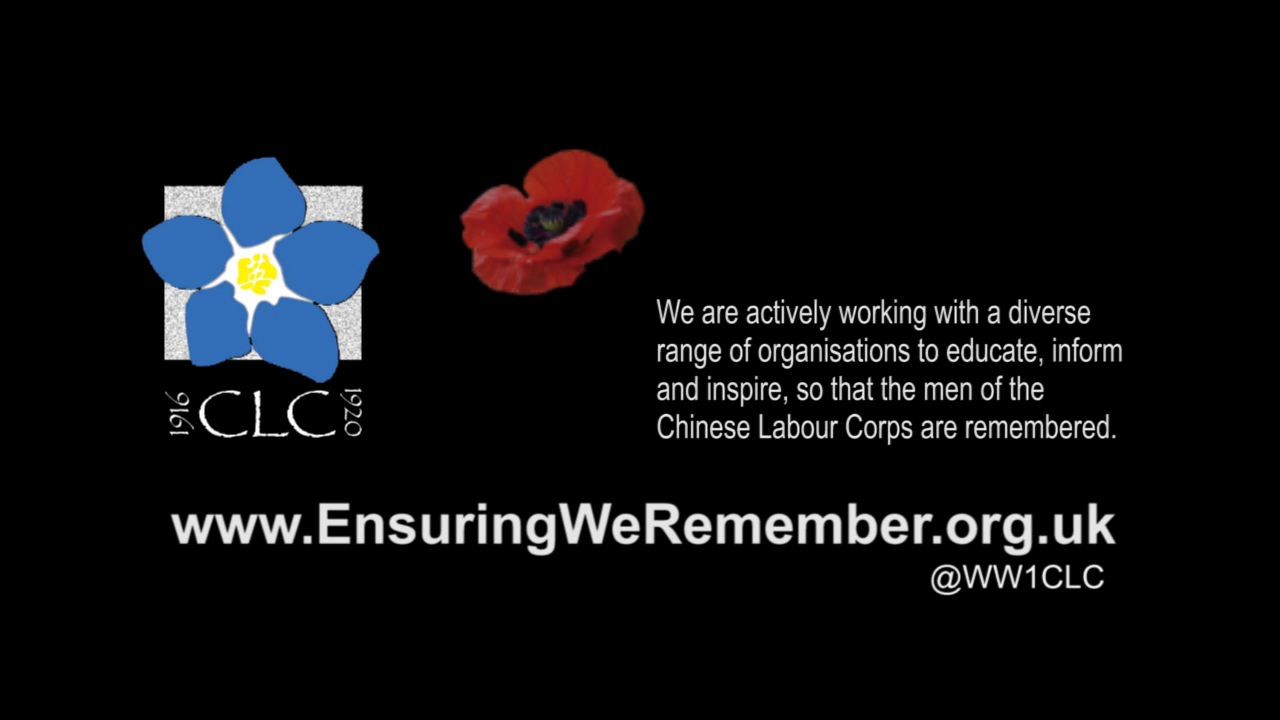 1916 CLC 1920
We are actively working with a diverse
range of organisations to educate, inform
and inspire, so that the men of the
Chinese Labour Corps are remembered.
www.EnsuringWeRemember.org.uk
@WW1CLC